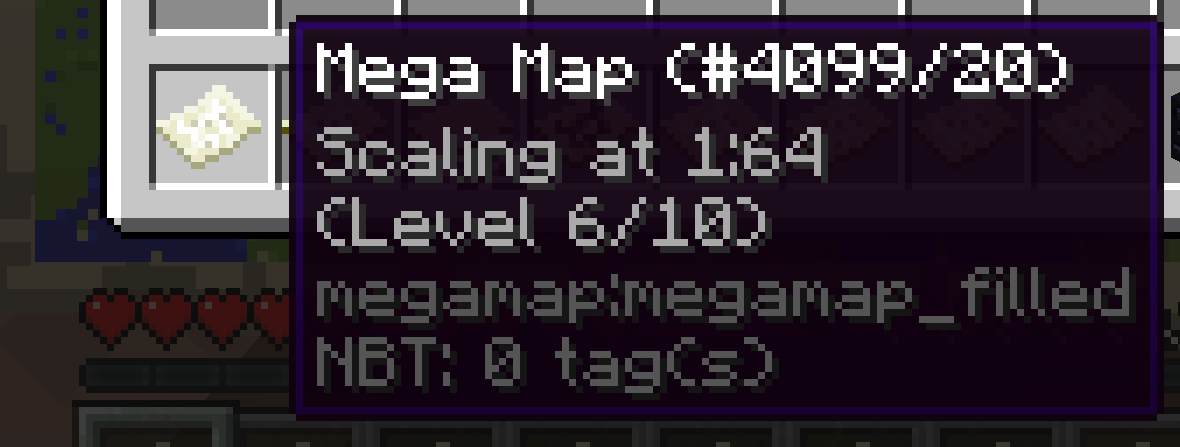 Mega Map (#4099/20)
Scaling at 1:64
(Level 6/10)
megamap:megamap_filled
NBT: 0 tag(s)